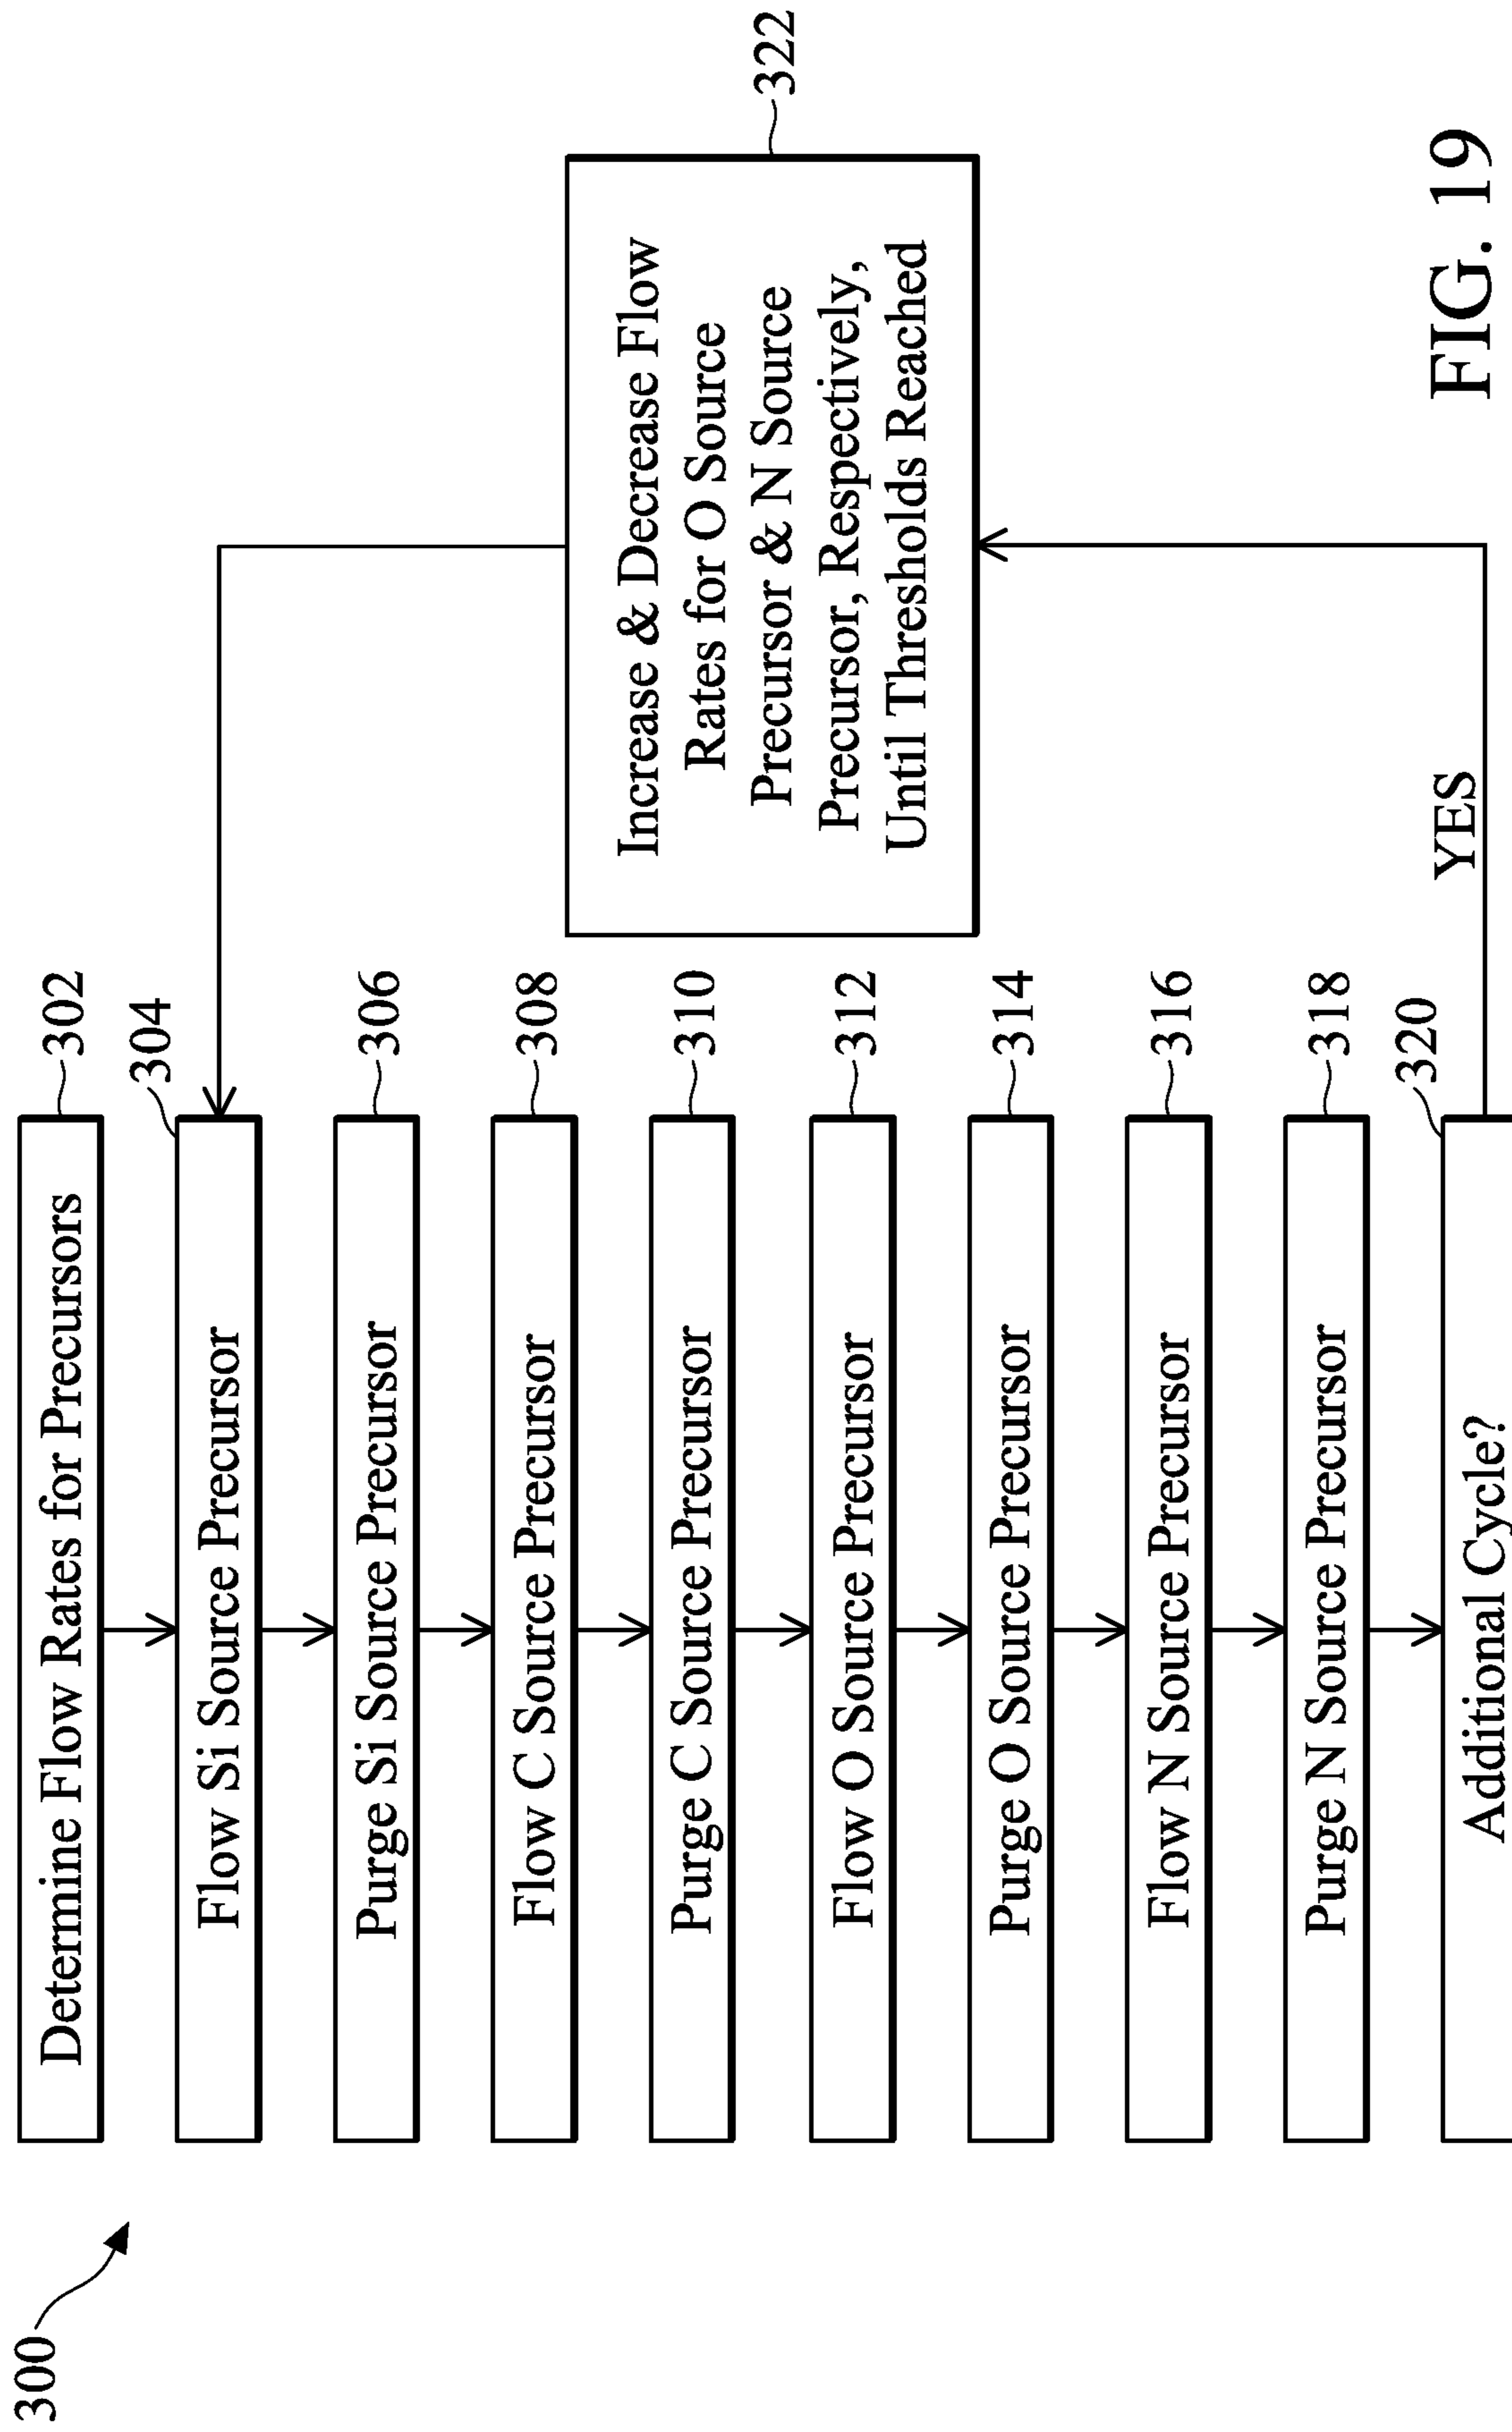 300
Determine Flow Rates for Precursors
302
304
Flow Si Source Precursor
Purge Si Source Precursor
306
Flow C Source Precursor
308
Purge C Source Precursor
310
Flow O Source Precursor
312
Purge O Source Precursor
314
Flow N Source Precursor
316
Purge N Source Precursor
318
320
Additional Cycle?
YES
Increase & Decrease Flow
Rates for O Source
Precursor & N Source
Precursor, Respectively,
Until Thresholds Reached
322
FIG. 19